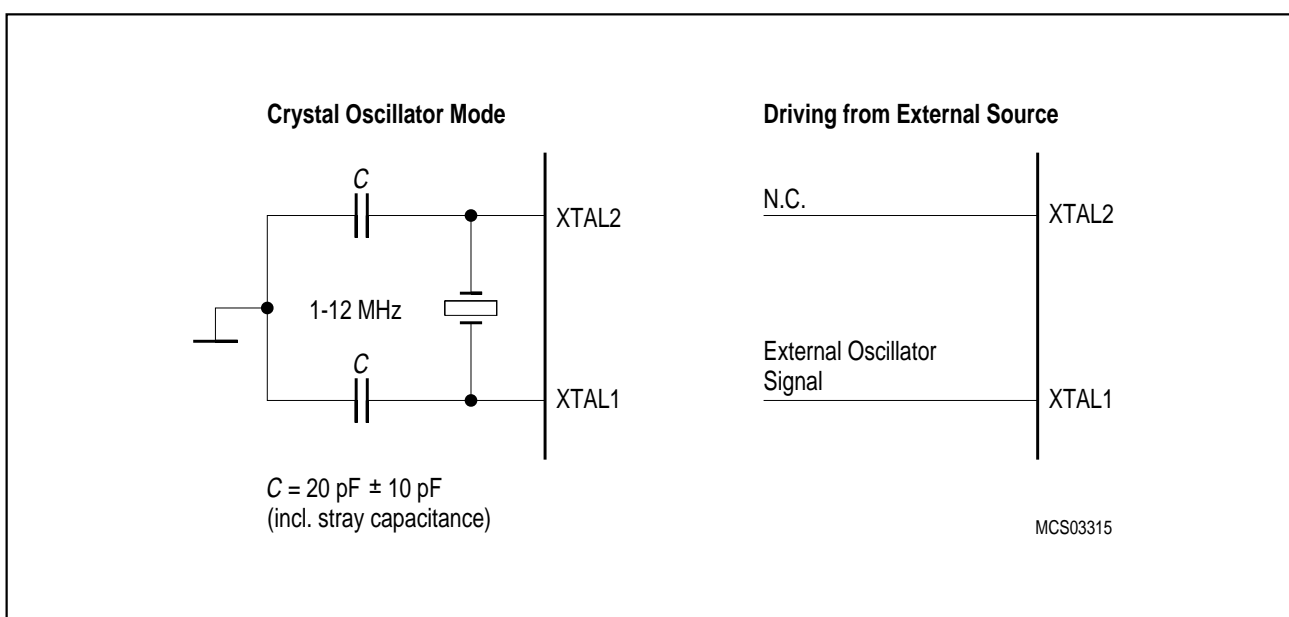 Crystal Oscillator Mode
C
XTAL2
1-12 MHz
C
XTAL1
C = 20 pF ± 10 pF
(incl. stray capacitance)
Driving from External Source
N.C.
XTAL2
External Oscillator
Signal
XTAL1
MCS03315